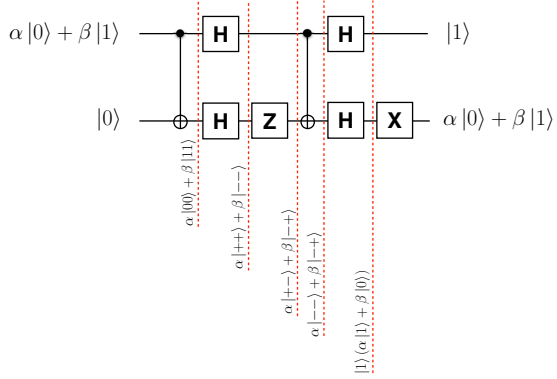 α|0⟩ + β|1⟩ H H |1⟩
|0⟩ H Z H X α|0⟩ + β|1⟩
α|00⟩ + β|11⟩
α|++⟩ + β|−−⟩
α|+−⟩ + β|−+⟩
α|−−⟩ + β|−+⟩
|1⟩(α|1⟩ + β|0⟩)